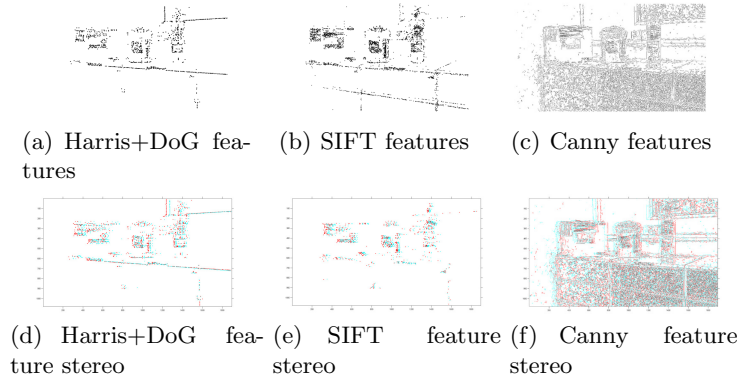 (a) Harris+DoG fea-
tures
(b) SIFT features
(c) Canny features
(d) Harris+DoG fea-
ture stereo
(e) SIFT feature
stereo
(f) Canny feature
stereo